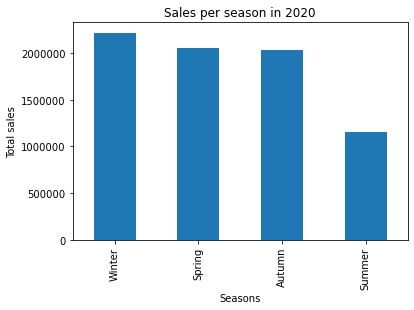 Sales per season in 2020
Total sales
2000000
1500000
1000000
500000
0
Winter
Spring
Autumn
Summer
Seasons